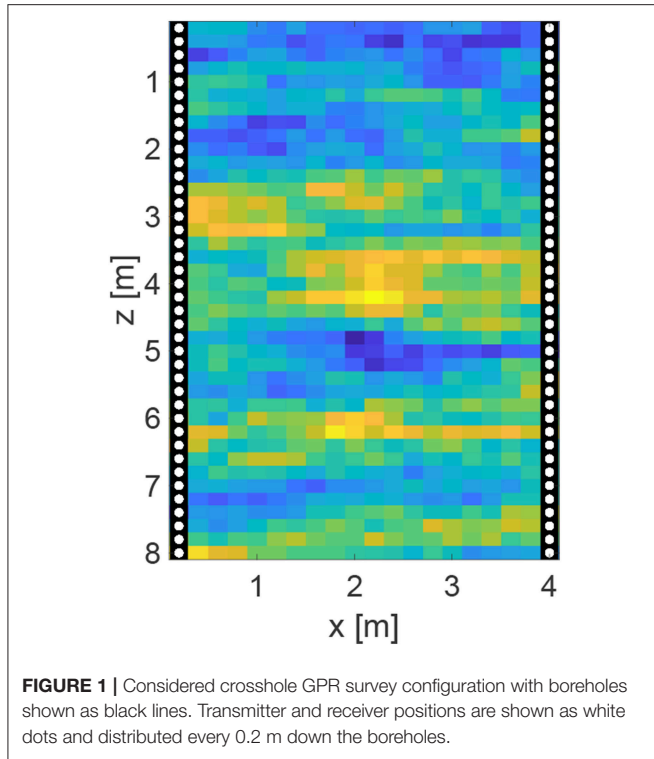 1
2
3
4
5
6
7
8
z [m]
1
2
3
4
x [m]
FIGURE 1 | Considered crosshole GPR survey configuration with boreholes
shown as black lines. Transmitter and receiver positions are shown as white
dots and distributed every 0.2 m down the boreholes.